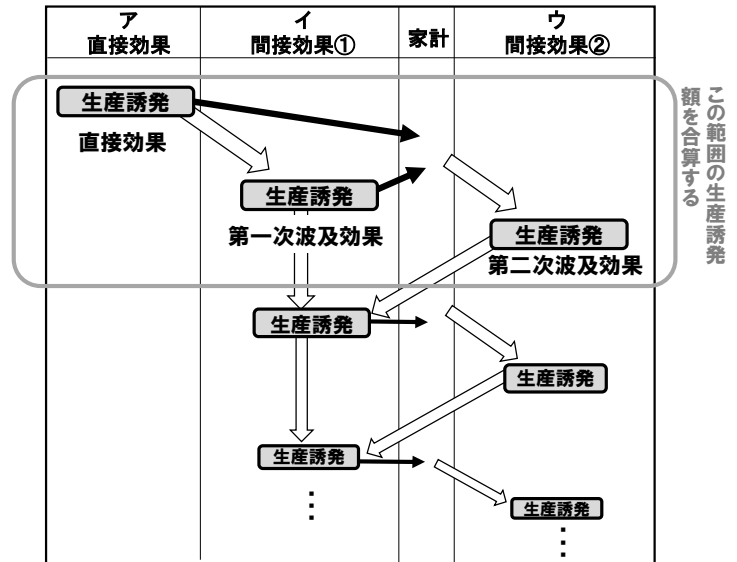 ア
直接効果
イ
間接効果①
家計
ウ
間接効果②
生産誘発
直接効果
生産誘発
第一次波及効果
生産誘発
第二次波及効果
この範囲の生産誘発
額を合算する
生産誘発
生産誘発
生産誘発
生産誘発